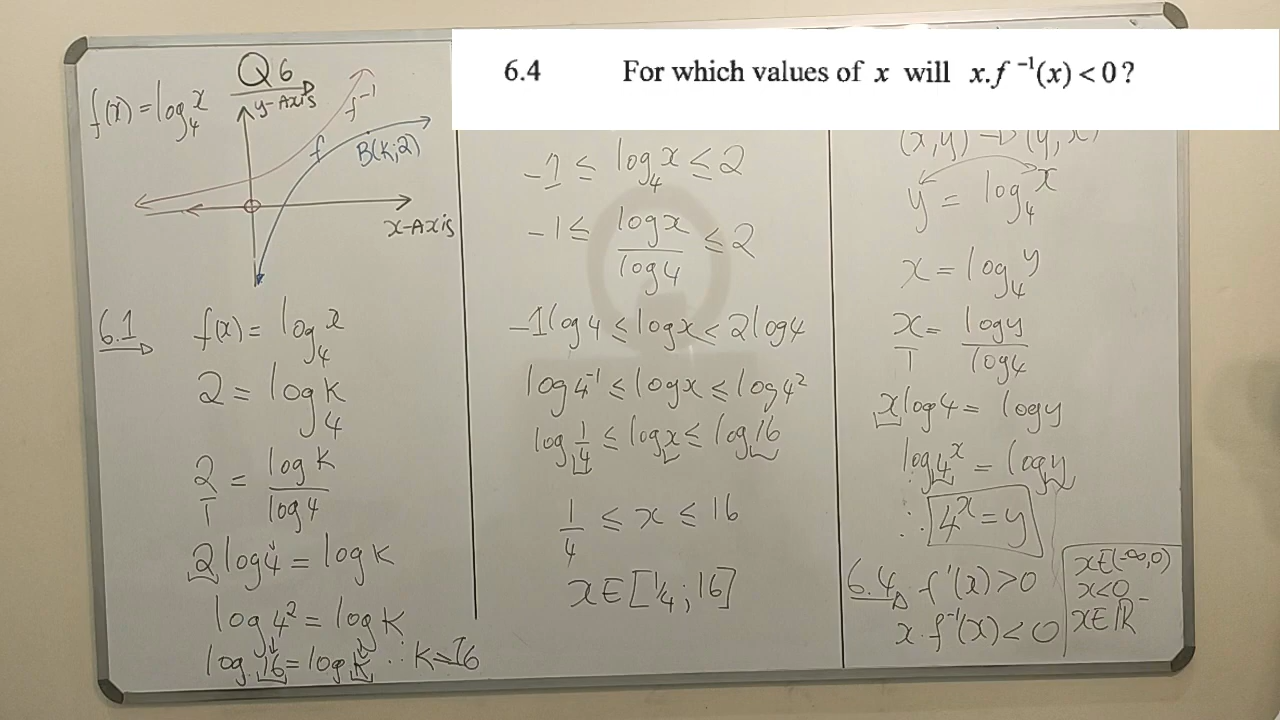 6.4 For which values of x will x.f ⁻¹(x) < 0 ?
Q6
f(x) = log₄ x
y-Axis
f⁻¹
f
B(k;2)
x-Axis
6.1 f(x) = log₄ x
2 = log₄ k
2/1 = log k / log 4
2 log 4 = log k
log 4² = log k
log 16 = log k ∴ k = 16
-1 ≤ log₄ x ≤ 2
-1 ≤ log x / log 4 ≤ 2
-1 log 4 ≤ log x ≤ 2 log 4
log 4⁻¹ ≤ log x ≤ log 4²
log 1/4 ≤ log x ≤ log 16
1/4 ≤ x ≤ 16
x ∈ [1/4 ; 16]
y = log₄ x
x = log₄ y
x/1 = log y / log 4
x log 4 = log y
log 4ˣ = log y
∴ 4ˣ = y
6.4 f⁻¹(x) > 0
x · f⁻¹(x) < 0
x ∈ (-∞, 0)
x < 0
x ∈ ℝ⁻